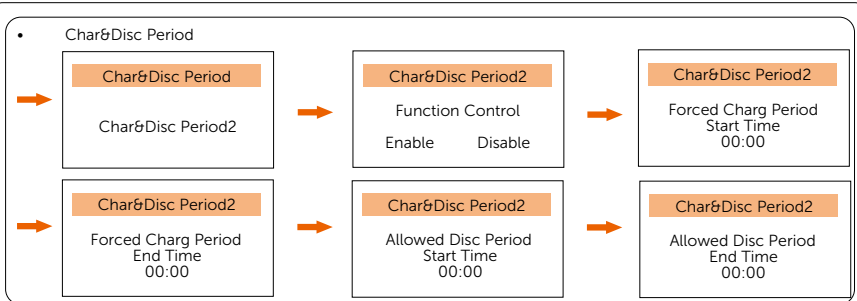 • Char&Disc Period
Char&Disc Period
Char&Disc Period2
Char&Disc Period2
Function Control
Enable Disable
Char&Disc Period2
Forced Charg Period
Start Time
00:00
Char&Disc Period2
Forced Charg Period
End Time
00:00
Char&Disc Period2
Allowed Disc Period
Start Time
00:00
Char&Disc Period2
Allowed Disc Period
End Time
00:00